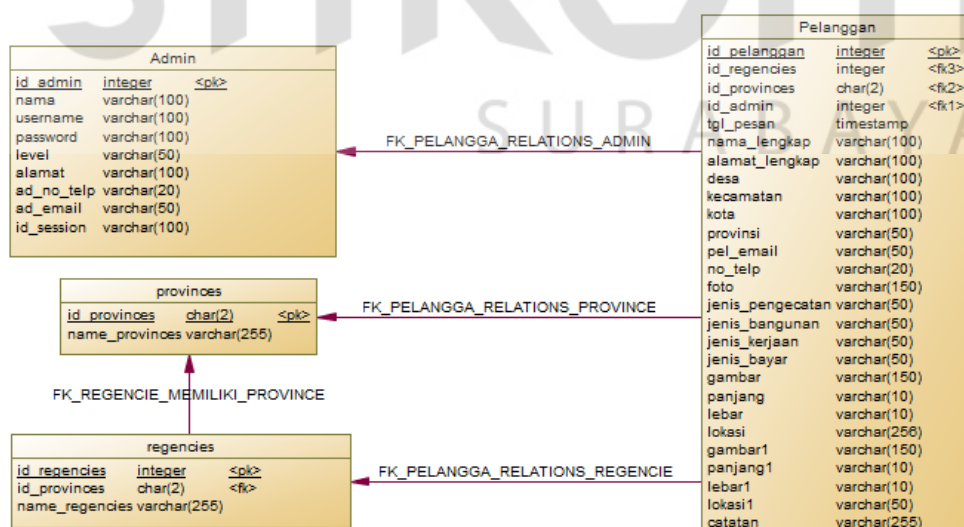 Admin
id_admin integer <pk>
nama varchar(100)
username varchar(100)
password varchar(100)
level varchar(50)
alamat varchar(100)
ad_no_telp varchar(20)
ad_email varchar(50)
id_session varchar(100)
FK_PELANGGA_RELATIONS_ADMIN
SURABAYA
provinces
id_provinces char(2) <pk>
name_provinces varchar(255)
FK_PELANGGA_RELATIONS_PROVINCE
FK_REGENCIE_MEMILIKI_PROVINCE
regencies
id_regencies integer <pk>
id_provinces char(2) <fk>
name_regencies varchar(255)
FK_PELANGGA_RELATIONS_REGENCIE
Pelanggan
id_pelanggan integer <pk>
id_regencies integer <fk3>
id_provinces char(2) <fk2>
id_admin integer <fk1>
tgl_pesan timestamp
nama_lengkap varchar(100)
alamat_lengkap varchar(100)
desa varchar(100)
kecamatan varchar(100)
kota varchar(100)
provinsi varchar(50)
pel_email varchar(50)
no_telp varchar(20)
foto varchar(150)
jenis_pengecatan varchar(50)
jenis_bangunan varchar(50)
jenis_kerjaan varchar(50)
jenis_bayar varchar(50)
gambar varchar(150)
panjang varchar(10)
lebar varchar(10)
lokasi varchar(256)
gambar1 varchar(150)
panjang1 varchar(10)
lebar1 varchar(10)
lokasi1 varchar(50)
catatan varchar(255)